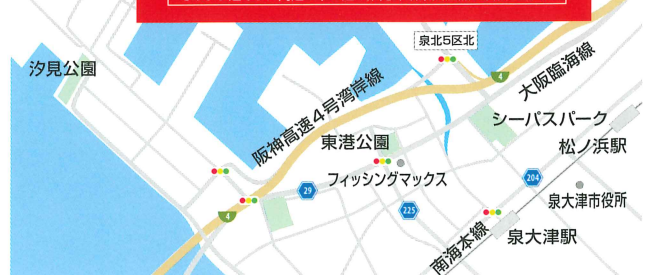 泉北5区北
汐見公園
大阪臨海線
4
阪神高速4号湾岸線
シーパスパーク
東港公園
松ノ浜駅
フィッシングマックス
204
29
泉大津市役所
225
4
泉大津駅
南海本線